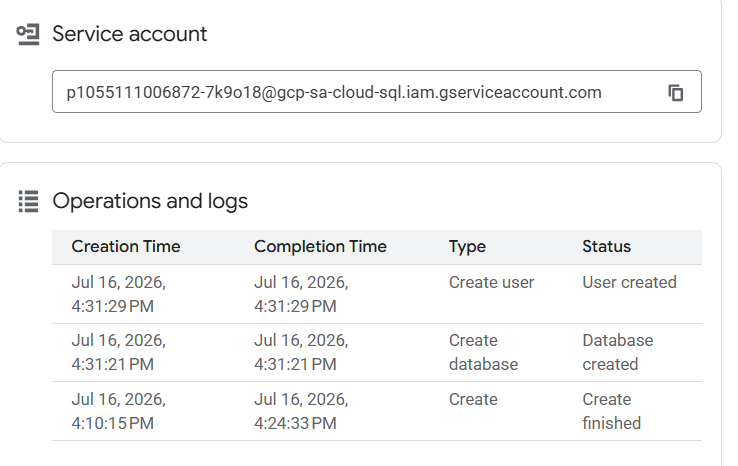 Service account
p1055111006872-7k9o18@gcp-sa-cloud-sql.iam.gserviceaccount.com
Operations and logs
Creation Time Completion Time Type Status
Jul 16, 2026, Jul 16, 2026, Create user User created
4:31:29 PM 4:31:29 PM
Jul 16, 2026, Jul 16, 2026, Create Database
4:31:21 PM 4:31:21 PM database created
Jul 16, 2026, Jul 16, 2026, Create Create
4:10:15 PM 4:24:33 PM finished